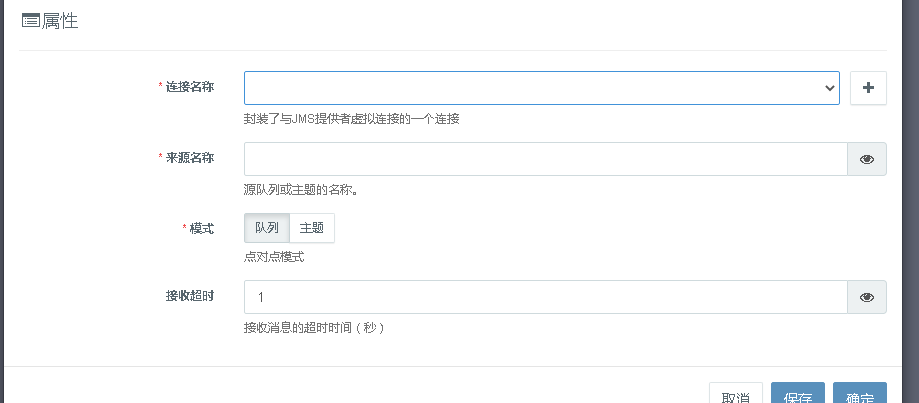 属性
* 连接名称
封装了与JMS提供者虚拟连接的一个连接
* 来源名称
源队列或主题的名称。
* 模式 队列 主题
点对点模式
接收超时 1
接收消息的超时时间（秒）
取消 保存 确定